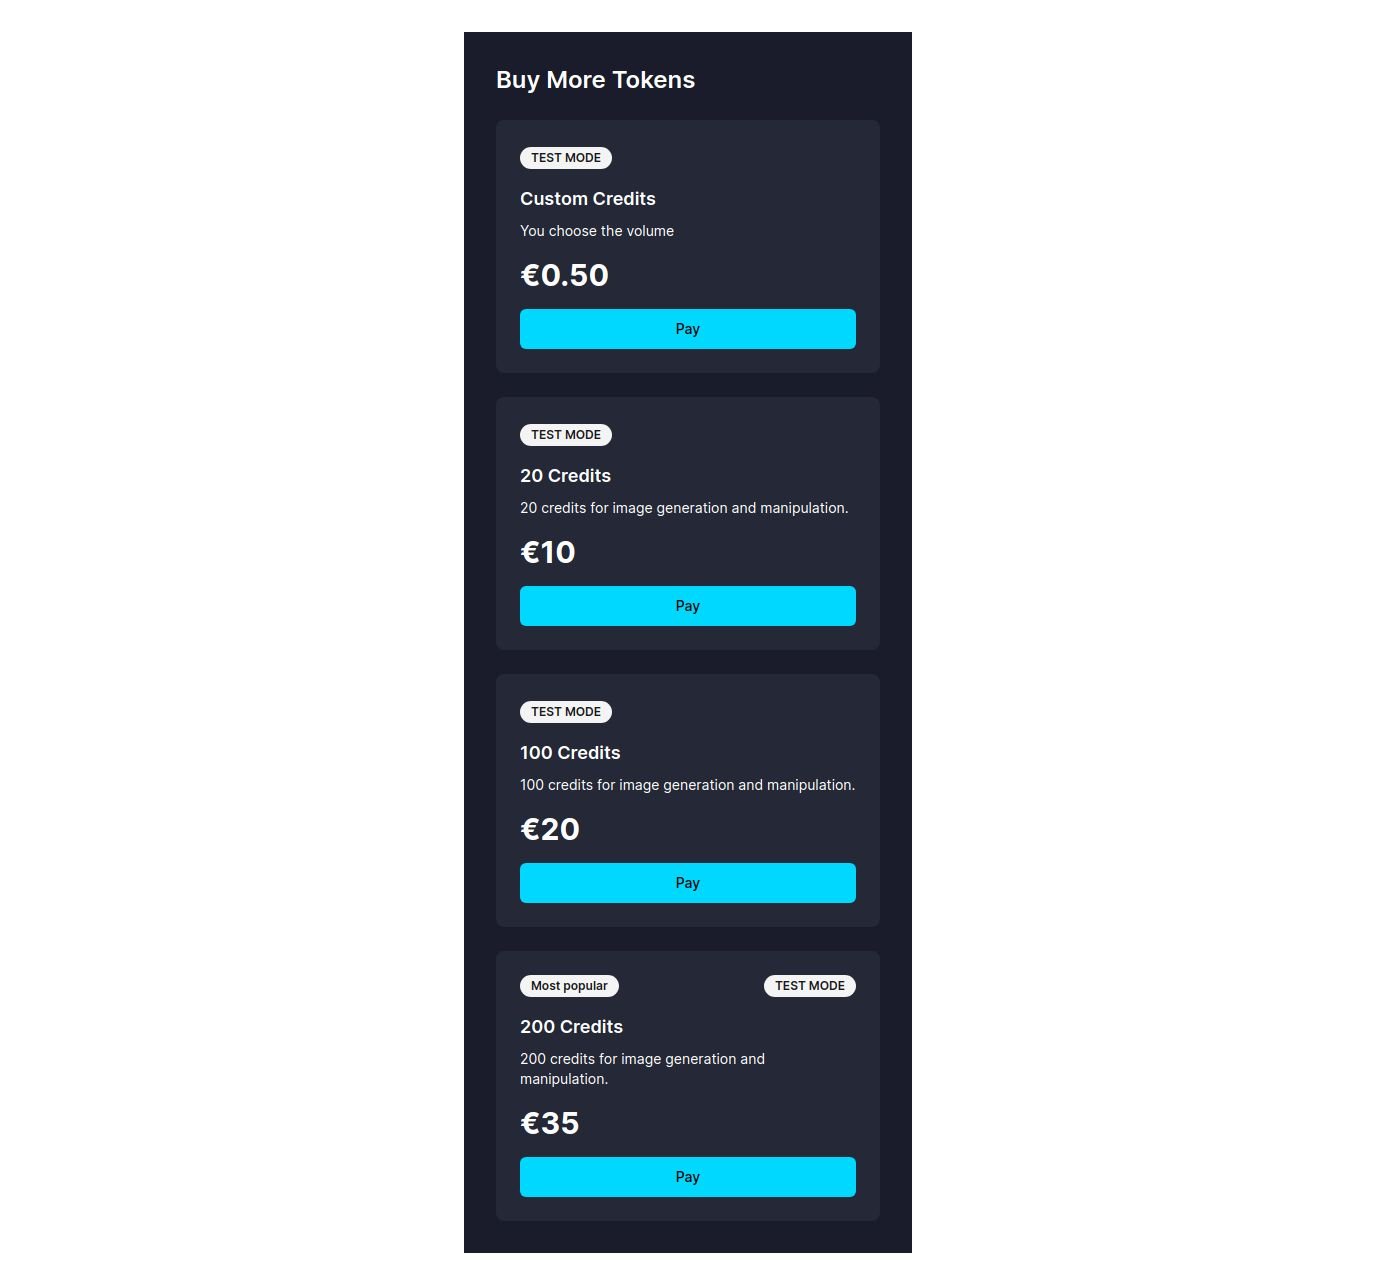 Buy More Tokens
TEST MODE
Custom Credits
You choose the volume
€0.50
Pay
TEST MODE
20 Credits
20 credits for image generation and manipulation.
€10
Pay
TEST MODE
100 Credits
100 credits for image generation and manipulation.
€20
Pay
Most popular TEST MODE
200 Credits
200 credits for image generation and
manipulation.
€35
Pay